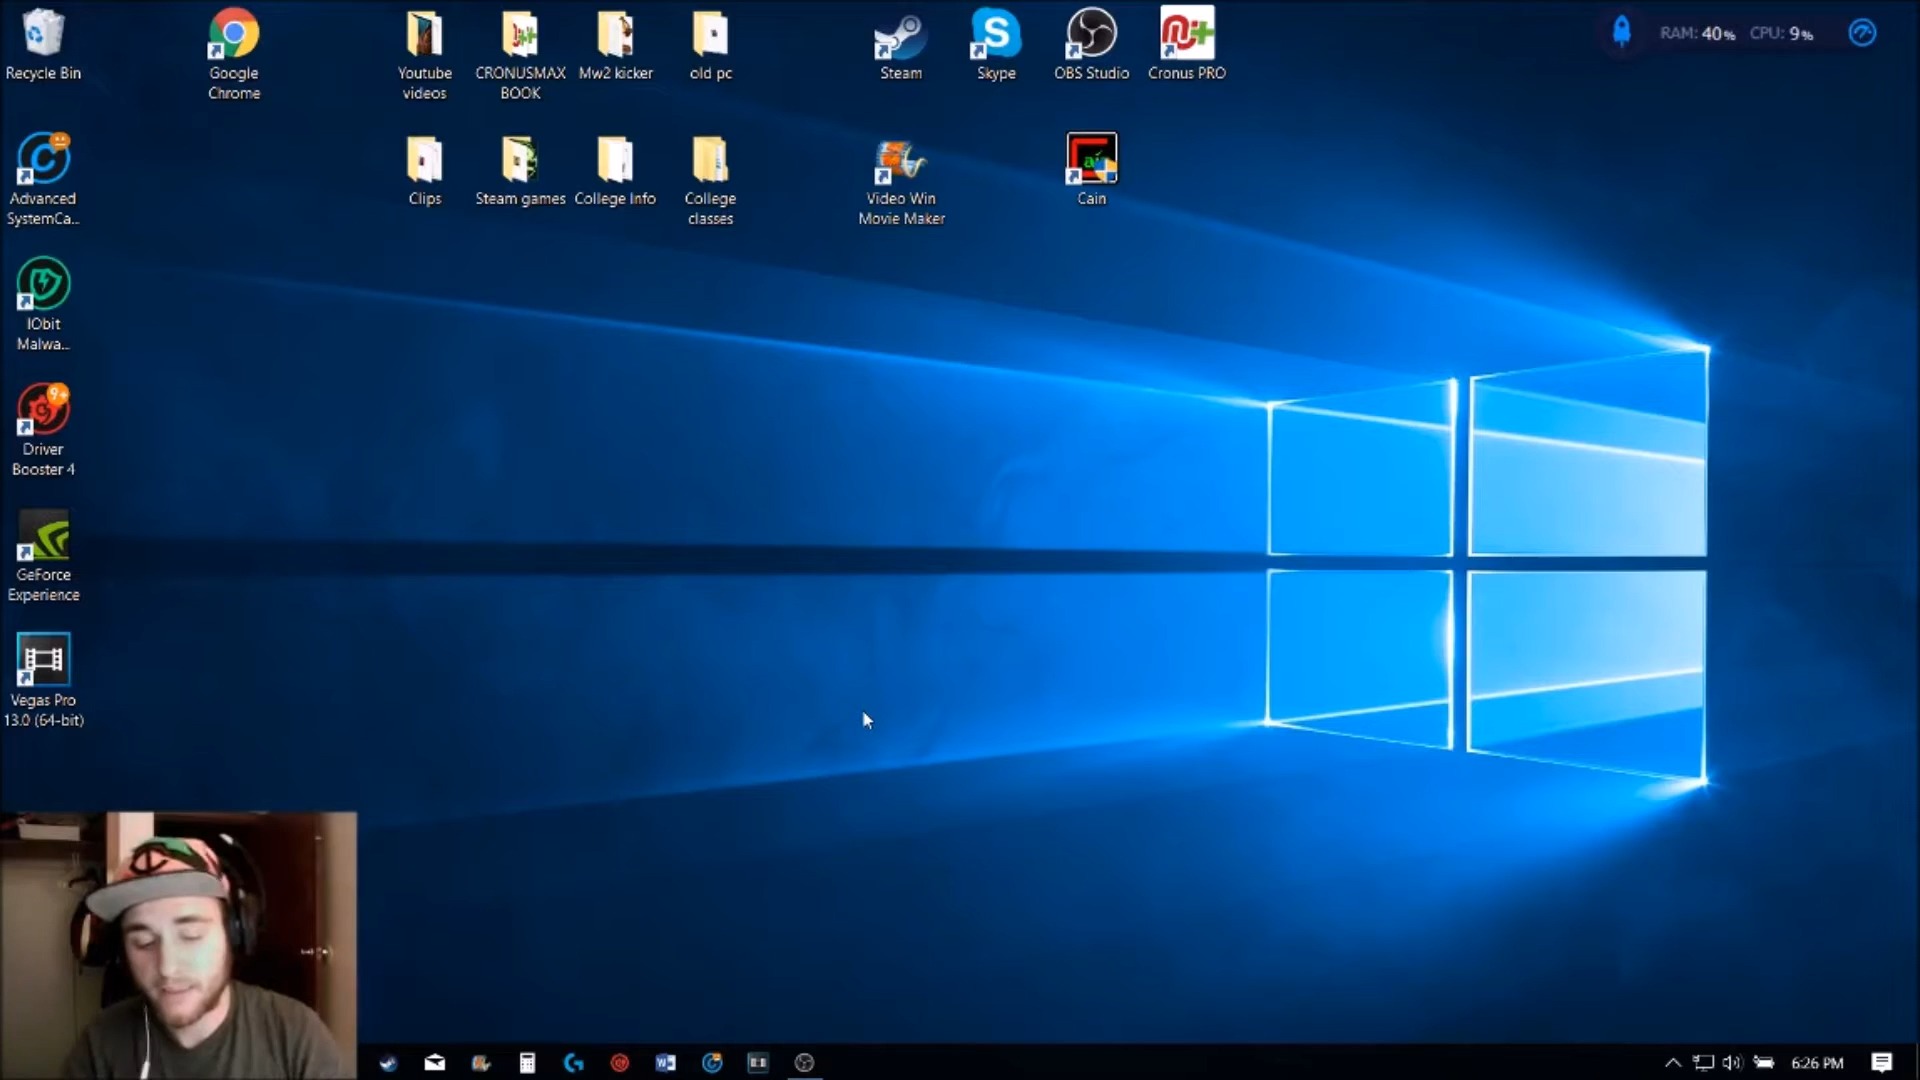 RAM: 40% CPU: 9%
Recycle Bin
Google
Chrome
Youtube
videos
CRONUSMAX
BOOK
Mw2 kicker
old pc
Steam
Skype
OBS Studio
Cronus PRO
Advanced
SystemCa...
Clips
Steam games
College Info
College
classes
Video Win
Movie Maker
Cain
IObit
Malwa...
9+
Driver
Booster 4
GeForce
Experience
Vegas Pro
13.0 (64-bit)
6:26 PM